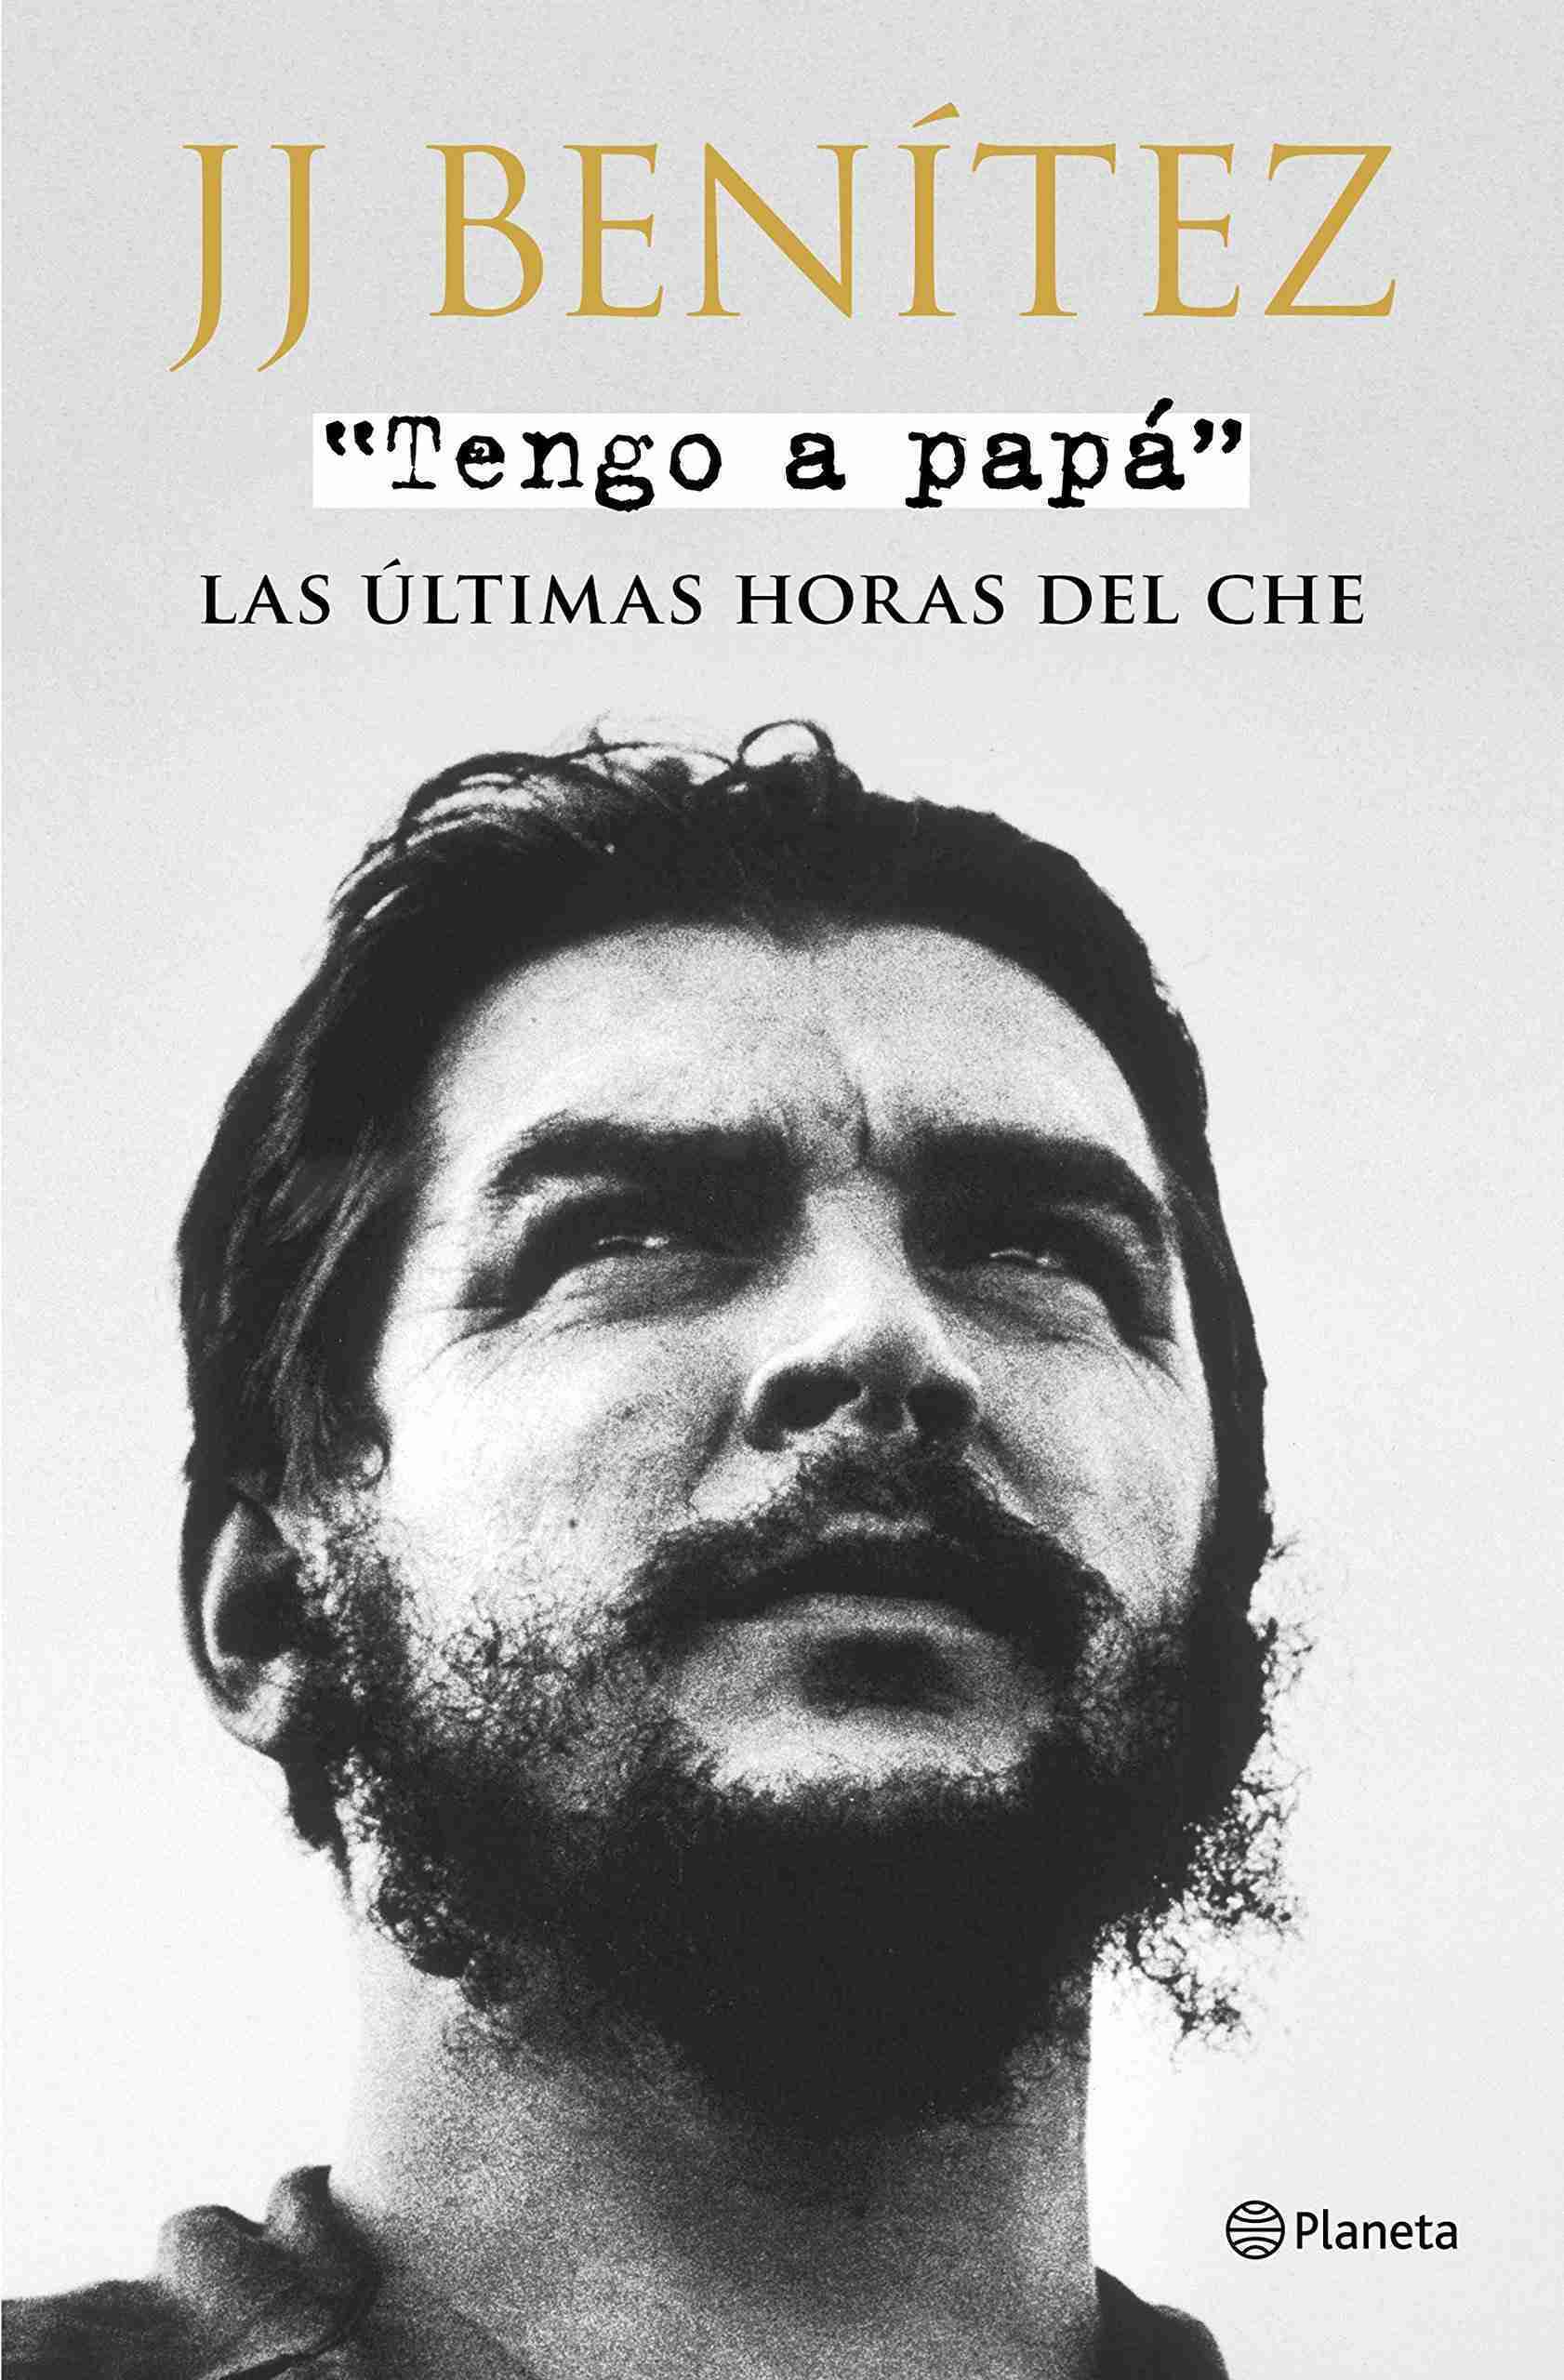 JJ BENÍTEZ
“Tengo a papá”
LAS ÚLTIMAS HORAS DEL CHE
Planeta